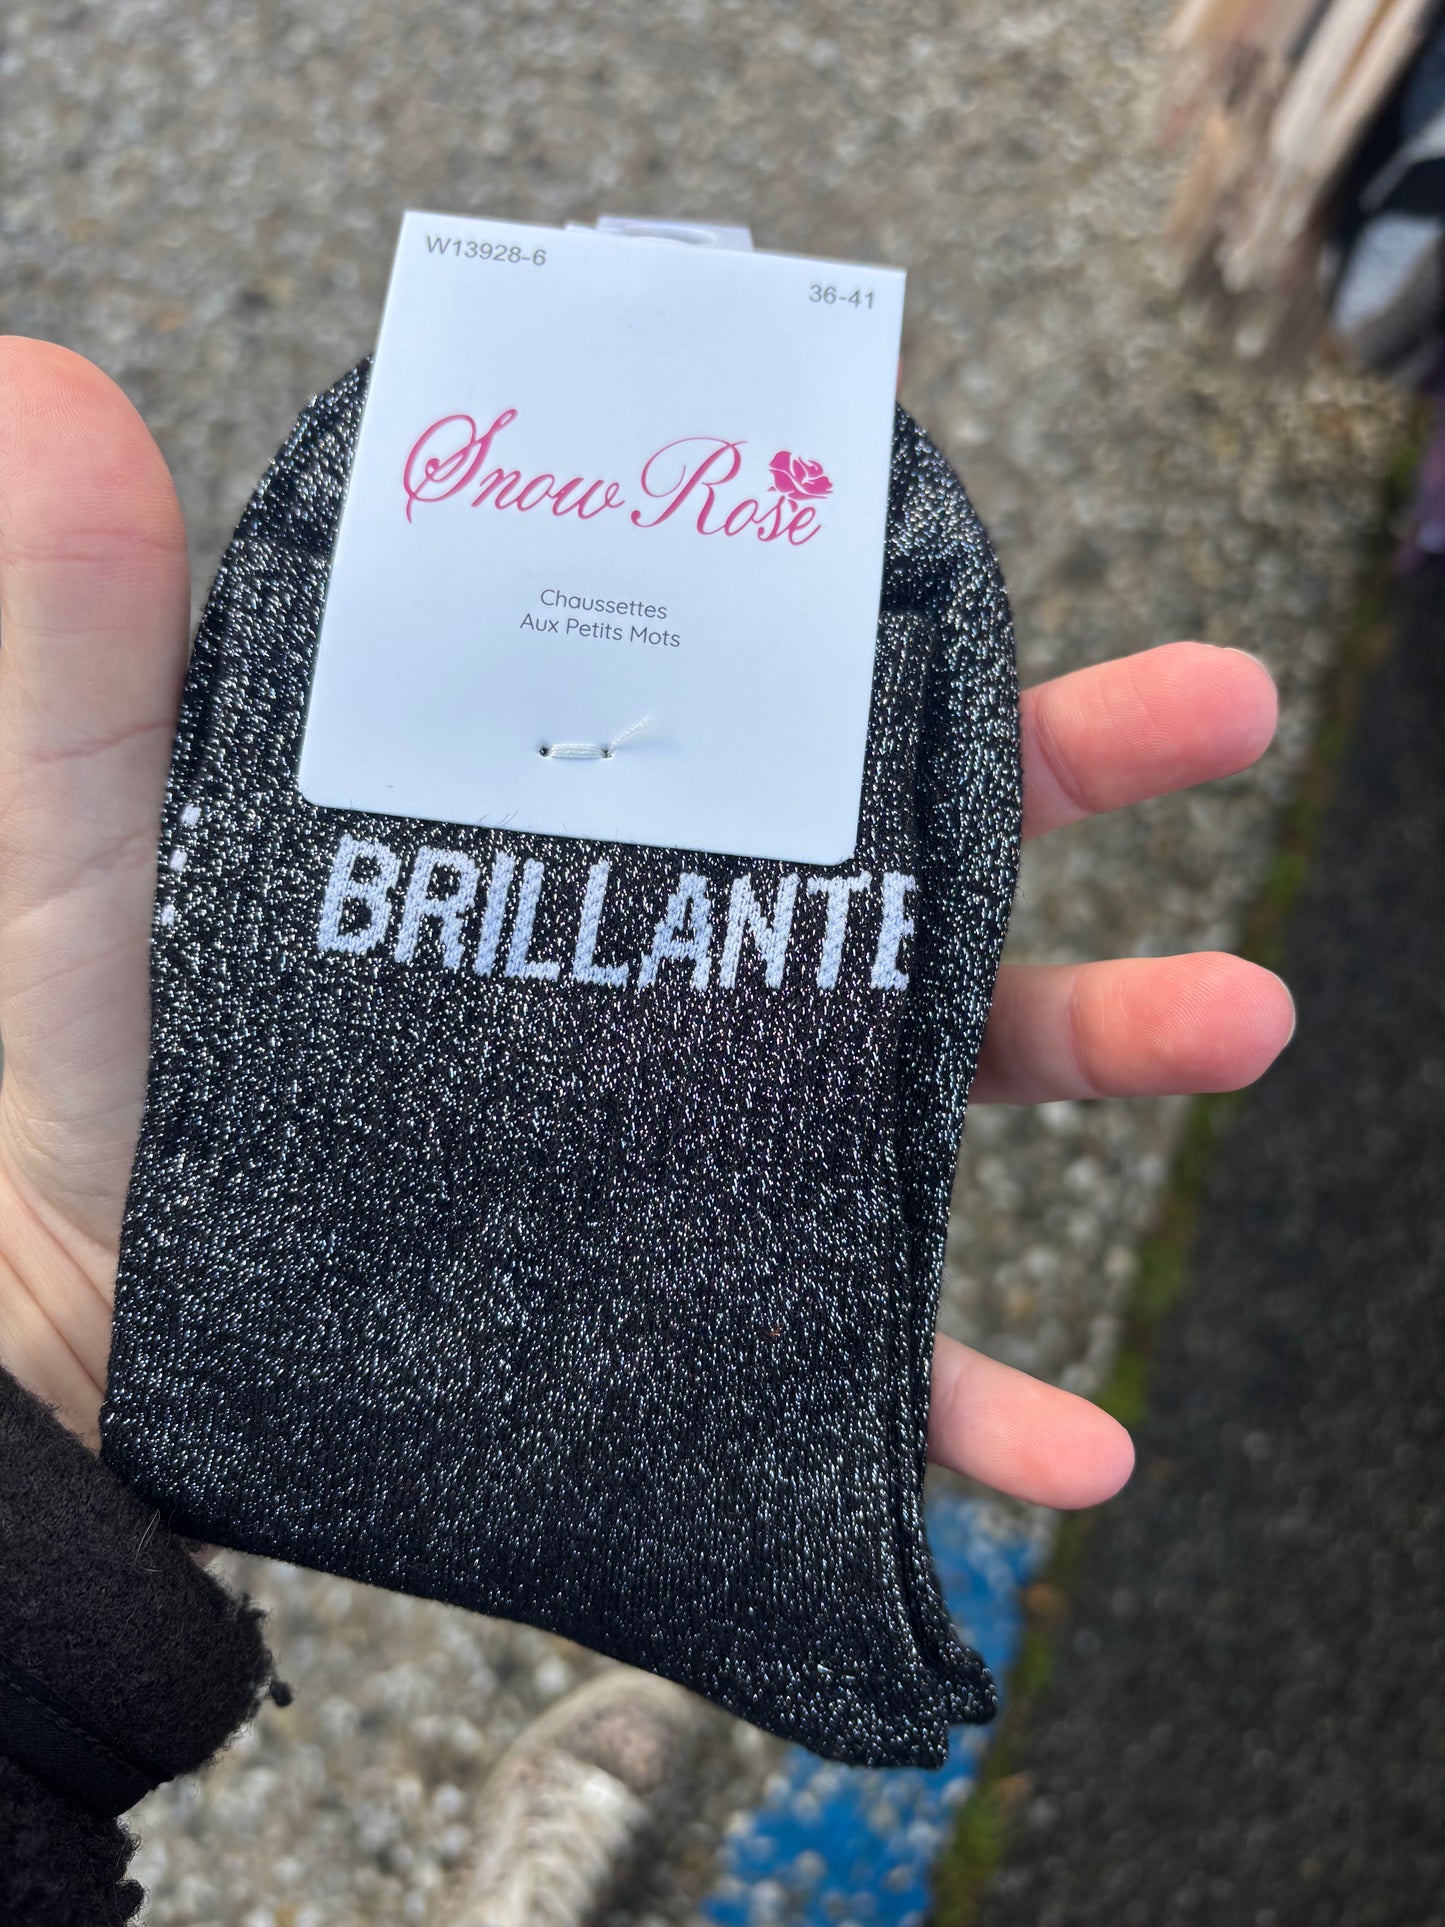 W13928-6
36-41
Snow Rose
Chaussettes
Aux Petits Mots
BRILLANTE